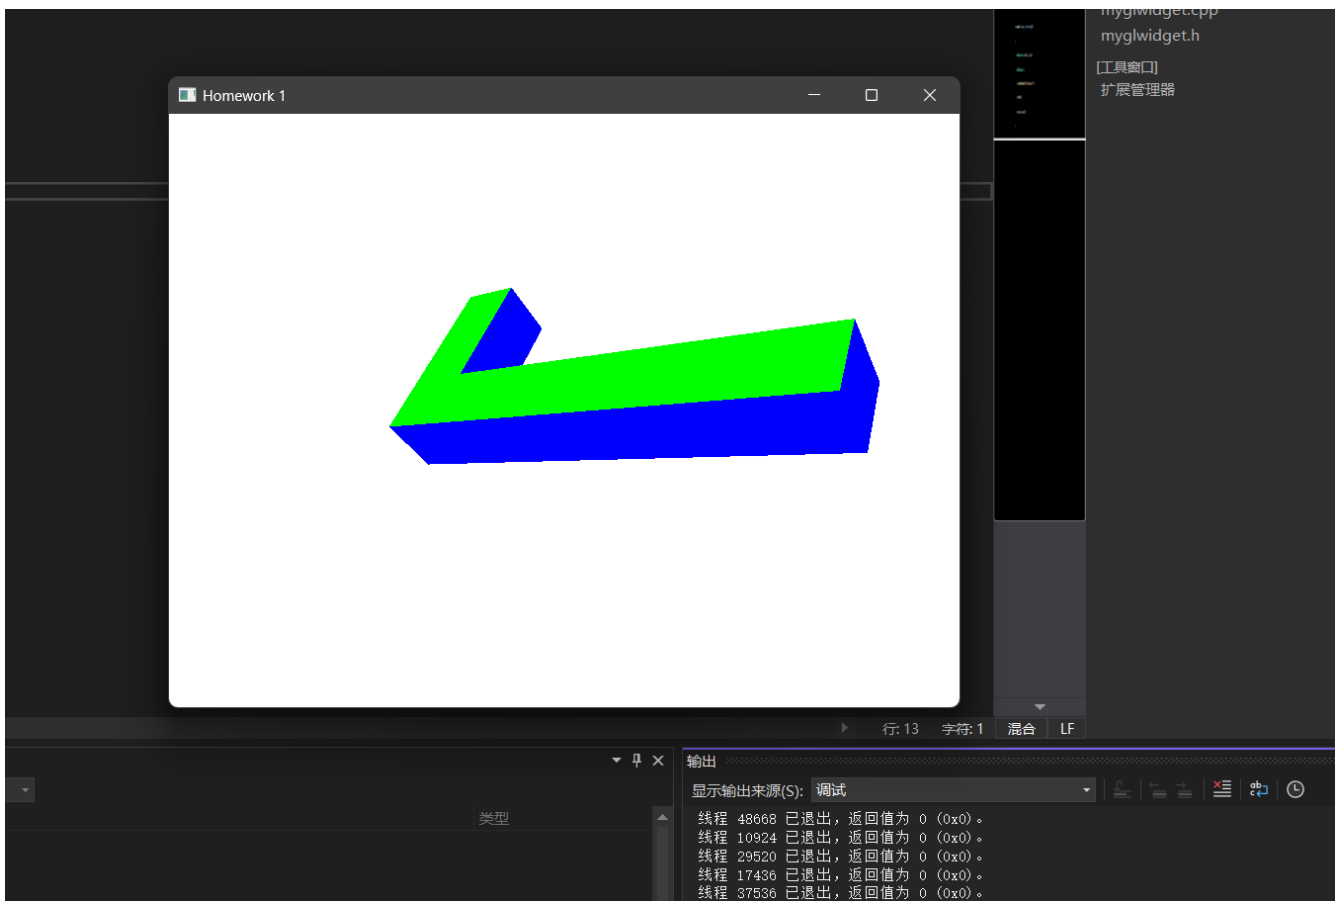 myglwidget.cpp
myglwidget.h
[工具窗口]
扩展管理器
Homework 1
行: 13 字符: 1 混合 LF
输出
显示输出来源(S): 调试
类型
线程 48668 已退出，返回值为 0 (0x0)。
线程 10924 已退出，返回值为 0 (0x0)。
线程 29520 已退出，返回值为 0 (0x0)。
线程 17436 已退出，返回值为 0 (0x0)。
线程 37536 已退出，返回值为 0 (0x0)。